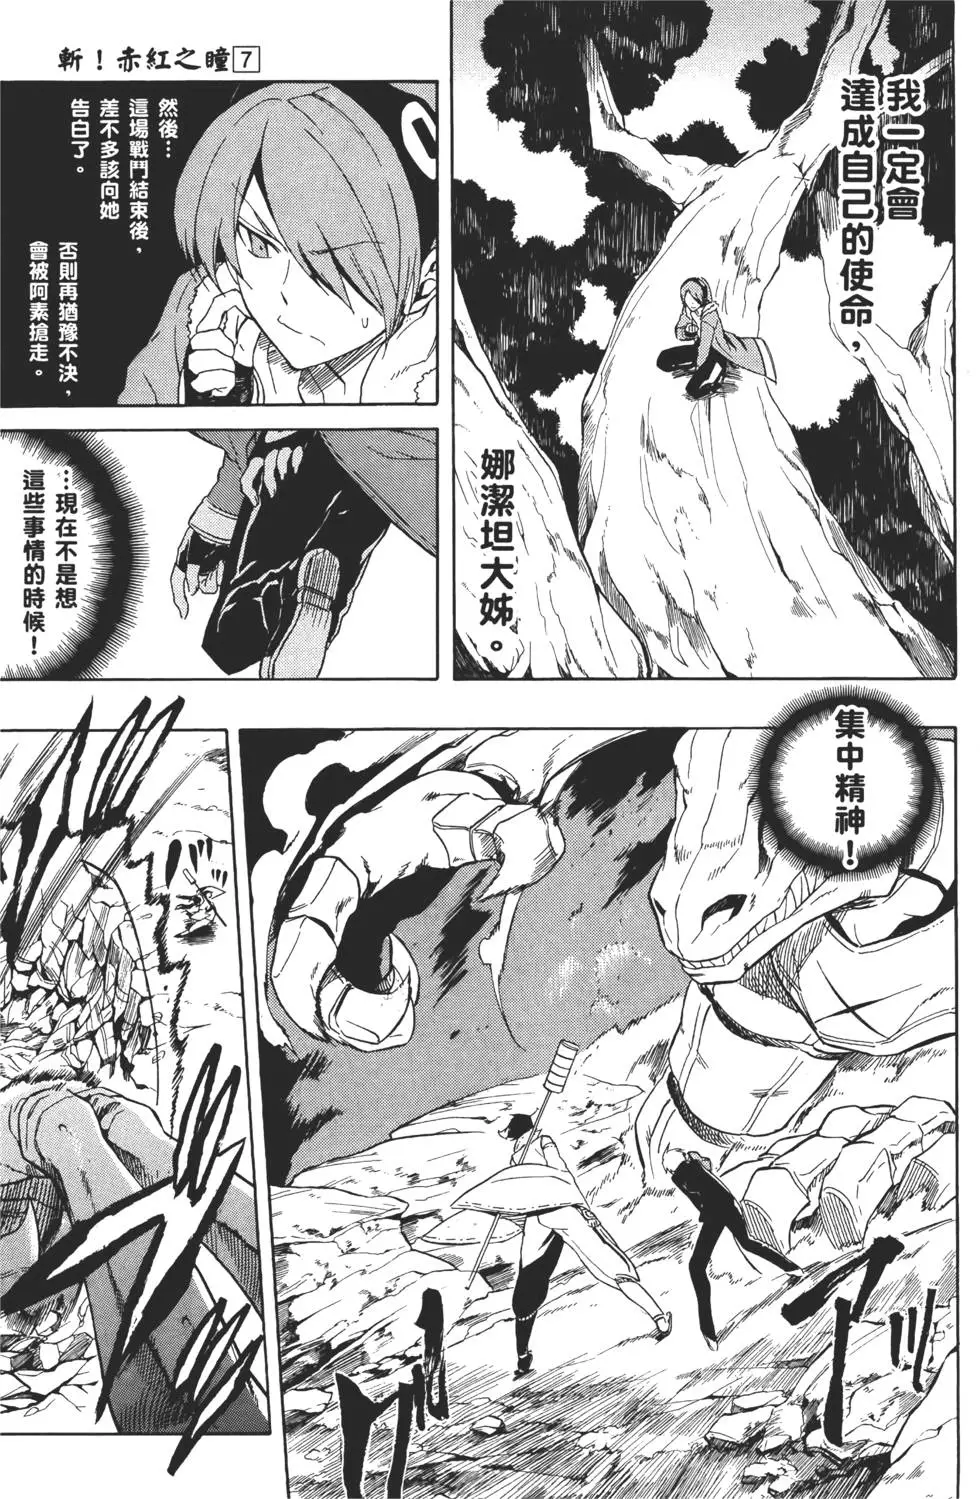 斬！赤紅之瞳7
我一定會
達成自己的使命，
娜潔坦大姊。
然後…
這場戰鬥結束後，
差不多該向她
告白了。
否則再猶豫不決，
會被阿素搶走。
…現在不是想
這些事情的時候！
集中精神！